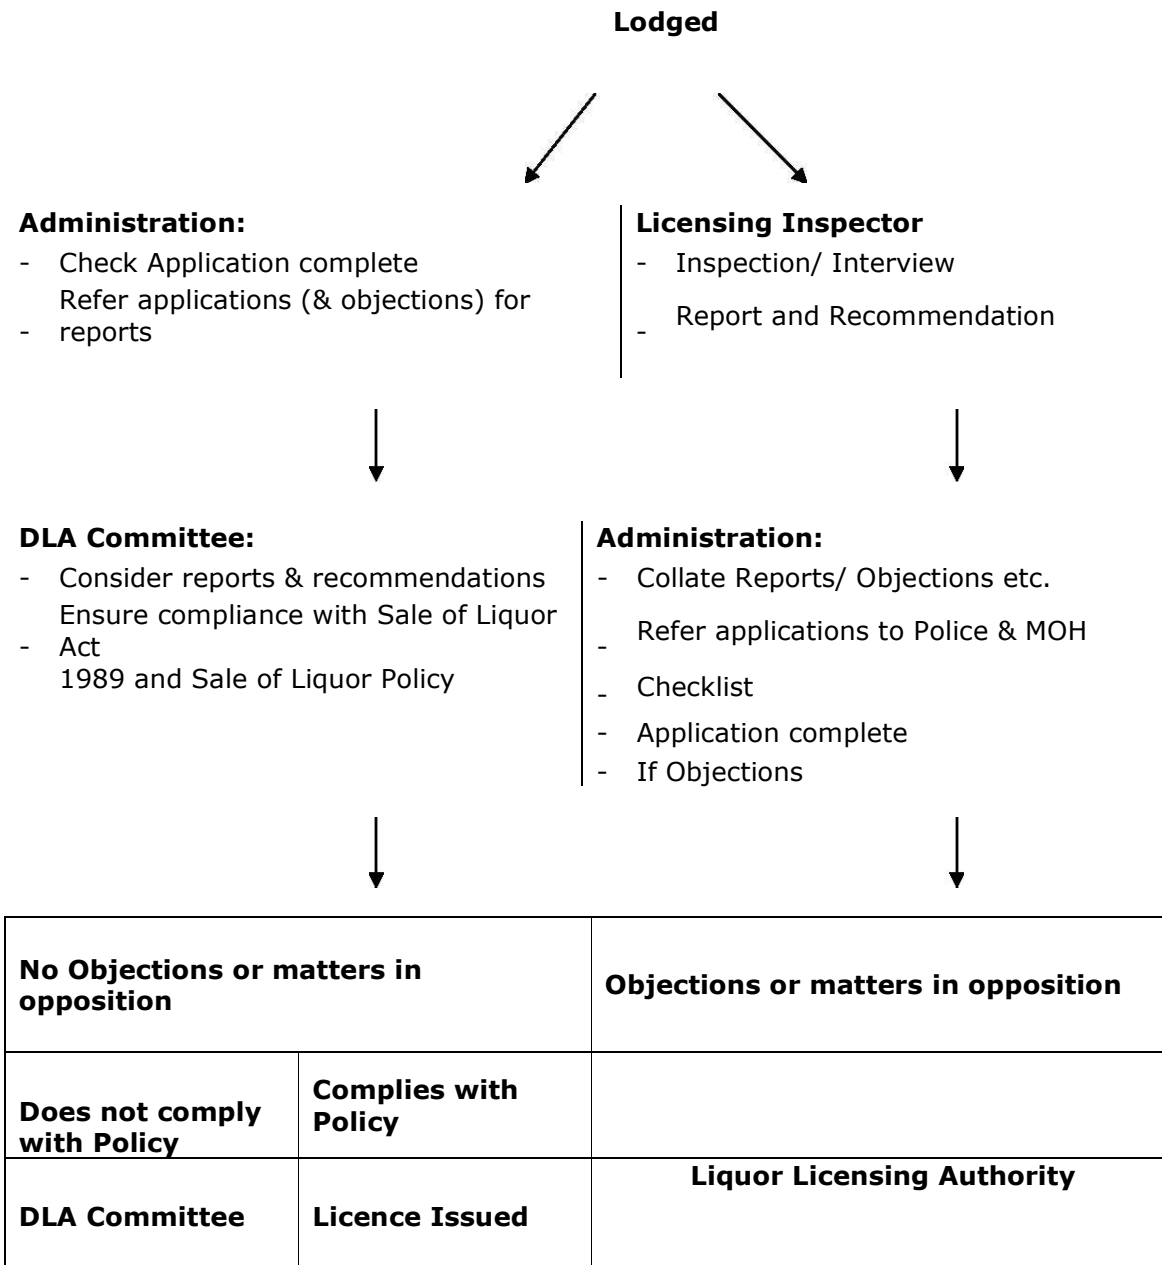 Lodged
Administration:
- Check Application complete
Refer applications (& objections) for
- reports
Licensing Inspector
- Inspection/ Interview
- Report and Recommendation
DLA Committee:
- Consider reports & recommendations
Ensure compliance with Sale of Liquor
- Act
1989 and Sale of Liquor Policy
Administration:
- Collate Reports/ Objections etc.
- Refer applications to Police & MOH
- Checklist
- Application complete
- If Objections
No Objections or matters in
opposition
Objections or matters in opposition
Does not comply
with Policy
Complies with
Policy
DLA Committee
Licence Issued
Liquor Licensing Authority